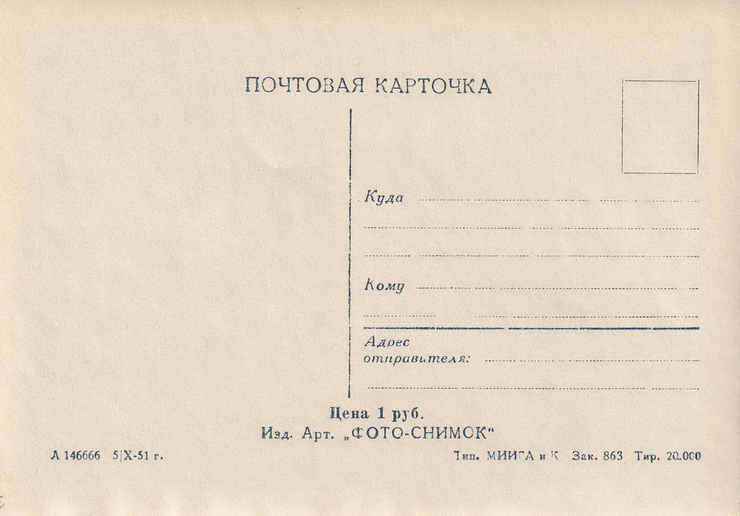 ПОЧТОВАЯ КАРТОЧКА
Куда
Кому
Адрес
отправителя:
Цена 1 руб.
Изд. Арт. „ФОТО-СНИМОК"
Л 146666 5/X-51 г.
Тип. МИИГА и К Зак. 863 Тир. 20.000